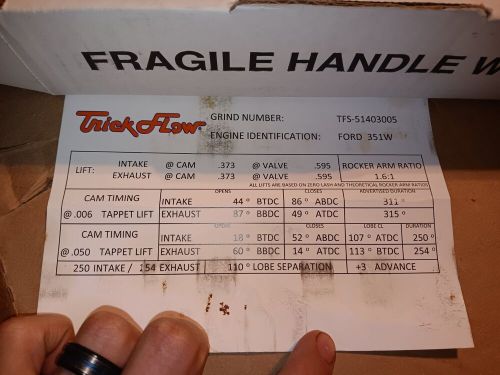 FRAGILE HANDLE W
Trick Flow®
GRIND NUMBER: TFS-51403005
ENGINE IDENTIFICATION: FORD 351W
LIFT: INTAKE @ CAM .373 @ VALVE .595 ROCKER ARM RATIO
EXHAUST @ CAM .373 @ VALVE .595 1.6:1
ALL LIFTS ARE BASED ON ZERO LASH AND THEORETICAL ROCKER ARM RATIOS
OPENS CLOSES ADVERTISED DURATION
CAM TIMING INTAKE 44 ° BTDC 86 ° ABDC 311 °
@ .006 TAPPET LIFT EXHAUST 87 ° BBDC 49 ° ATDC 315 °
OPENS CLOSES LOBE CL DURATION
CAM TIMING INTAKE 18 ° BTDC 52 ° ABDC 107 ° ATDC 250 °
@ .050 TAPPET LIFT EXHAUST 60 ° BBDC 14 ° ATDC 113 ° BTDC 254 °
250 INTAKE / 254 EXHAUST 110 ° LOBE SEPARATION +3 ADVANCE